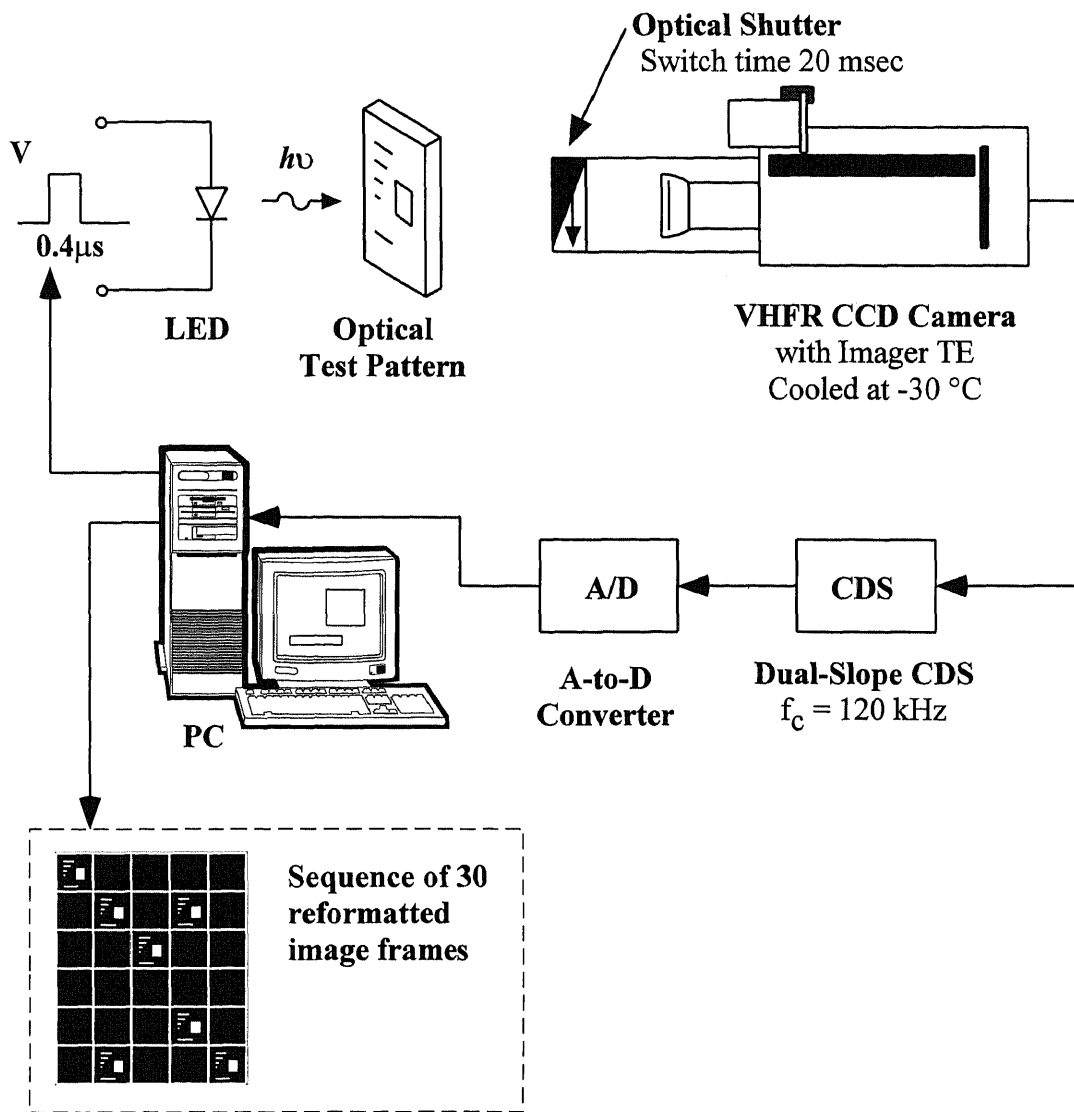 Optical Shutter
Switch time 20 msec
V
0.4μs
hυ
LED
Optical
Test Pattern
VHFR CCD Camera
with Imager TE
Cooled at -30 °C
A/D
CDS
A-to-D
Converter
Dual-Slope CDS
fc = 120 kHz
PC
Sequence of 30
reformatted
image frames